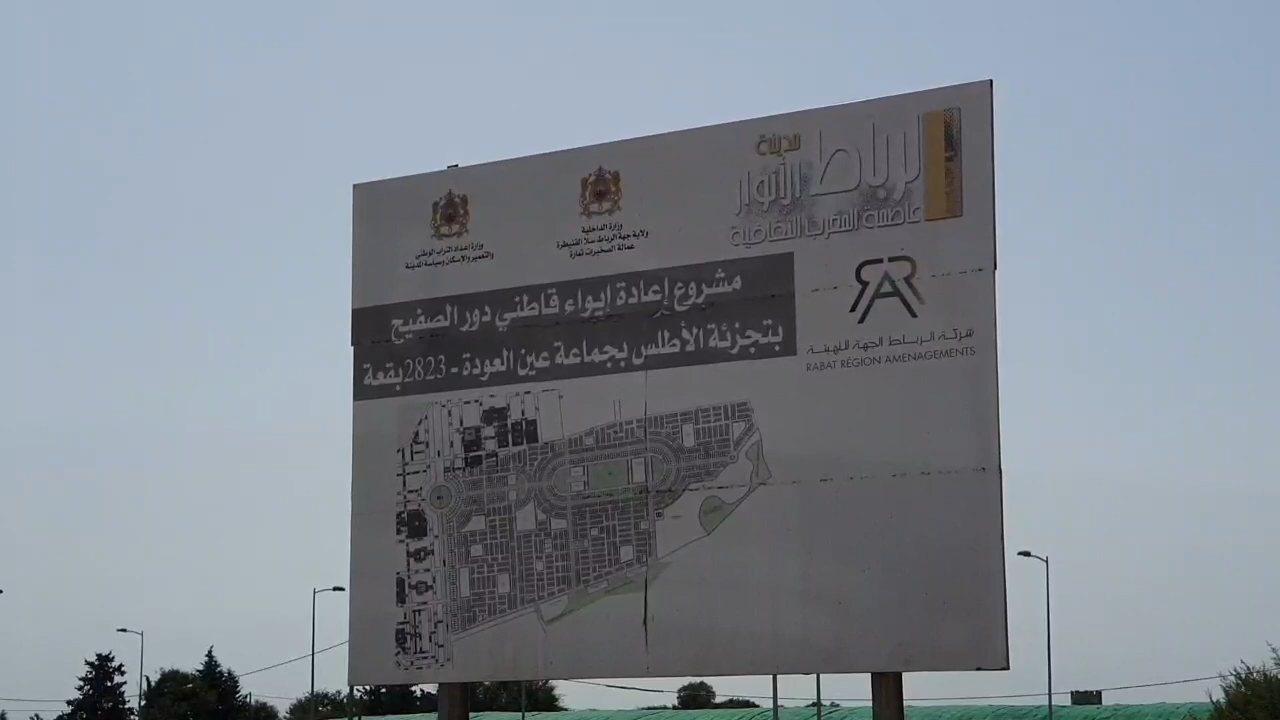 مدينة
الرباط الأنوار
عاصمة المغرب الثقافية
وزارة الداخلية
ولاية جهة الرباط سلا القنيطرة
عمالة الصخيرات تمارة
وزارة إعداد التراب الوطني
والتعمير والإسكان وسياسة المدينة
مشروع إعادة إيواء قاطني دور الصفيح
بتجزئة الأطلس بجماعة عين العودة - 2823 بقعة
RAR
شركة الرباط الجهة للتهيئة
RABAT RÉGION AMENAGEMENTS